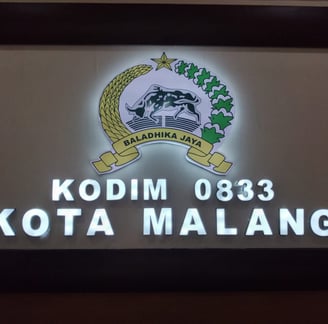 BALADHIKA JAYA
KODIM 0833
KOTA MALANG